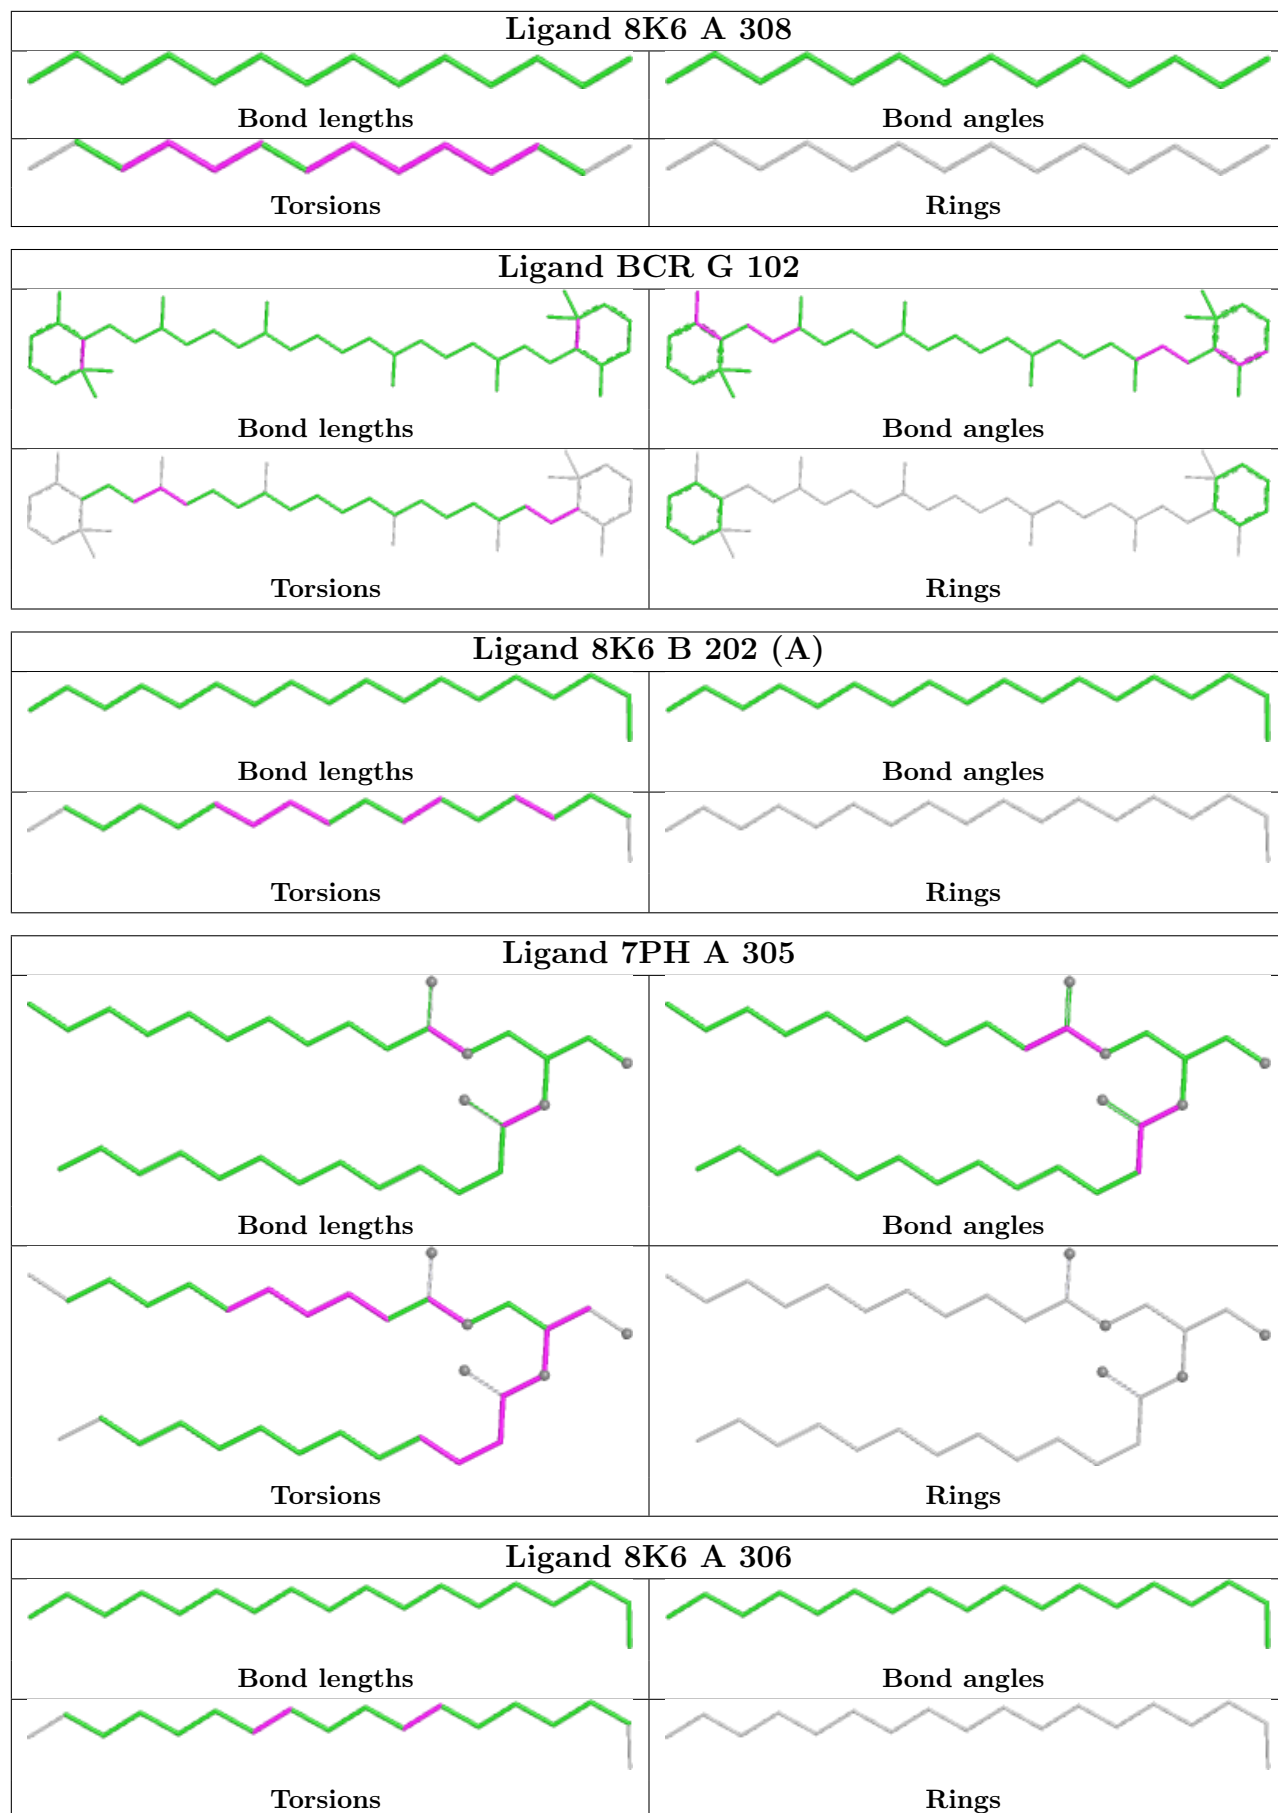 Ligand 8K6 A 308
Bond lengths
Bond angles
Torsions
Rings
Ligand BCR G 102
Bond lengths
Bond angles
Torsions
Rings
Ligand 8K6 B 202 (A)
Bond lengths
Bond angles
Torsions
Rings
Ligand 7PH A 305
Bond lengths
Bond angles
Torsions
Rings
Ligand 8K6 A 306
Bond lengths
Bond angles
Torsions
Rings